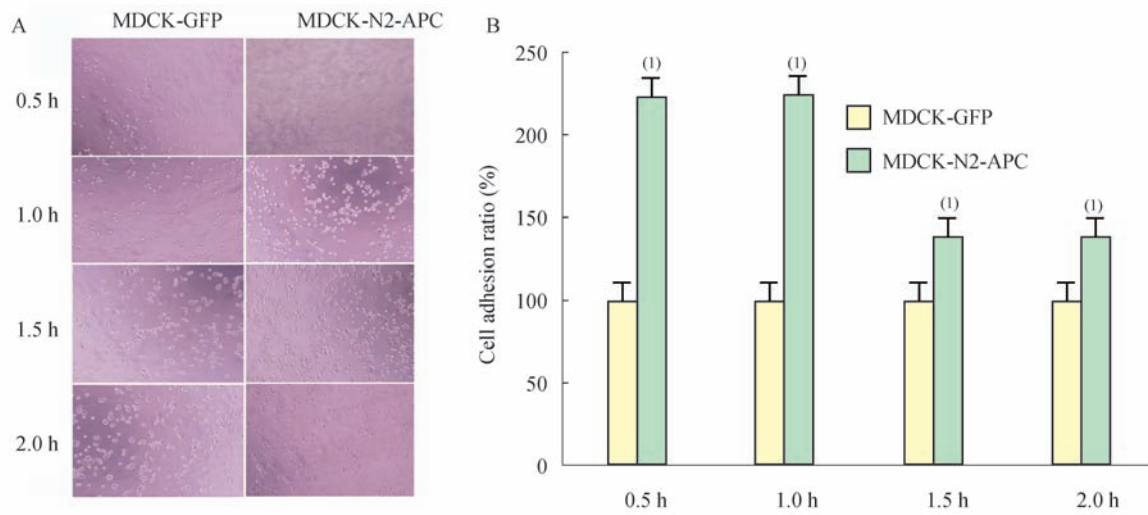 A
MDCK-GFP
MDCK-N2-APC
0.5 h
1.0 h
1.5 h
2.0 h
B
Cell adhesion ratio (%)
250
200
150
100
50
0
(1)
(1)
(1)
(1)
MDCK-GFP
MDCK-N2-APC
0.5 h
1.0 h
1.5 h
2.0 h